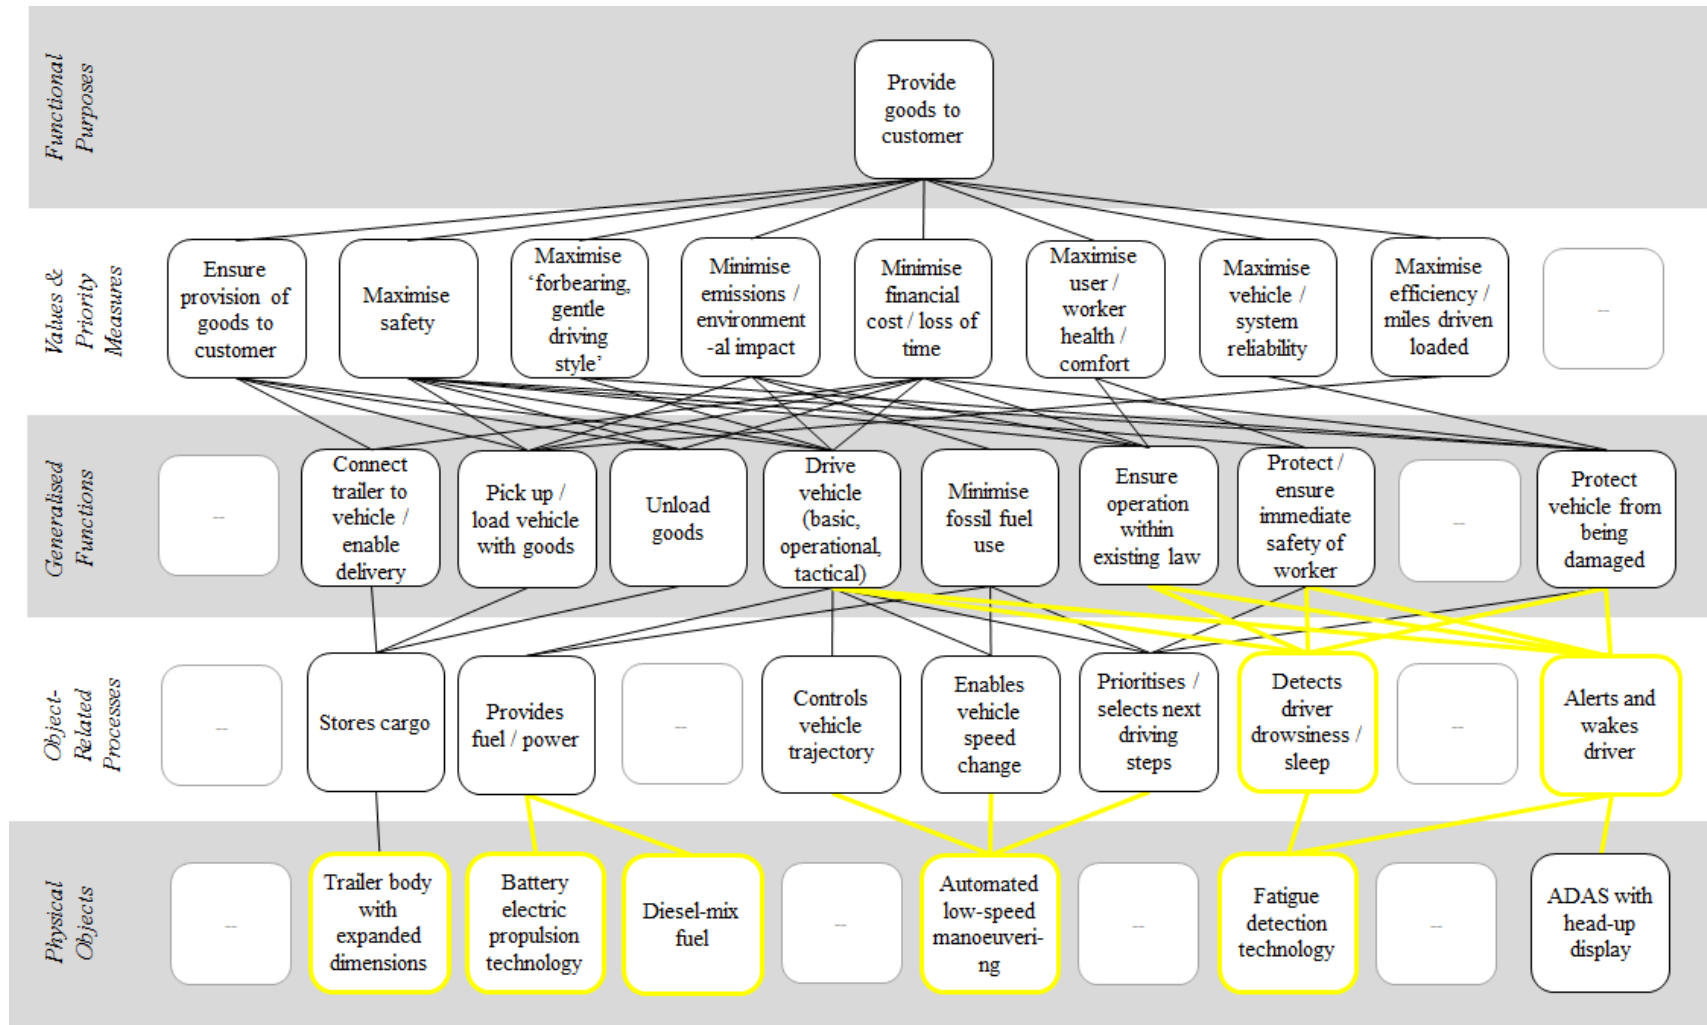 Functional
Purposes
Provide
goods to
customer
Values &
Priority
Measures
Ensure
provision of
goods to
customer
Maximise
safety
Maximise
‘forbearing,
gentle
driving
style’
Minimise
emissions /
environment
-al impact
Minimise
financial
cost / loss of
time
Maximise
user /
worker
health /
comfort
Maximise
vehicle /
system
reliability
Maximise
efficiency /
miles driven
loaded
--
Generalised
Functions
--
Connect
trailer to
vehicle /
enable
delivery
Pick up /
load vehicle
with goods
Unload
goods
Drive
vehicle
(basic,
operational,
tactical)
Minimise
fossil fuel
use
Ensure
operation
within
existing law
Protect /
ensure
immediate
safety of
worker
--
Protect
vehicle from
being
damaged
Object-
Related
Processes
--
Stores cargo
Provides
fuel / power
--
Controls
vehicle
trajectory
Enables
vehicle
speed
change
Prioritises /
selects next
driving
steps
Detects
driver
drowsiness /
sleep
--
Alerts and
wakes
driver
Physical
Objects
--
Trailer body
with
expanded
dimensions
Battery
electric
propulsion
technology
Diesel-mix
fuel
--
Automated
low-speed
manoeuveri-
ng
--
Fatigue
detection
technology
--
ADAS with
head-up
display